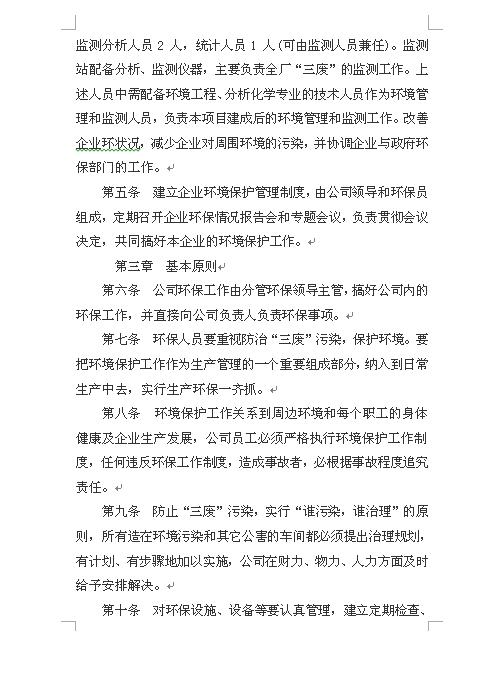 监测分析人员 2 人，统计人员 1 人(可由监测人员兼任)。监测
站配备分析、监测仪器，主要负责全厂“三废”的监测工作。上
述人员中需配备环境工程、分析化学专业的技术人员作为环境管
理和监测人员，负责本项目建成后的环境管理和监测工作。改善
企业环状况，减少企业对周围环境的污染，并协调企业与政府环
保部门的工作。
第五条　建立企业环境保护管理制度，由公司领导和环保员
组成，定期召开企业环保情况报告会和专题会议，负责贯彻会议
决定，共同搞好本企业的环境保护工作。
第三章　基本原则
第六条　公司环保工作由分管环保领导主管，搞好公司内的
环保工作，并直接向公司负责人负责环保事项。
第七条　环保人员要重视防治“三废”污染，保护环境。要
把环境保护工作作为生产管理的一个重要组成部分，纳入到日常
生产中去，实行生产环保一齐抓。
第八条　环境保护工作关系到周边环境和每个职工的身体
健康及企业生产发展，公司员工必须严格执行环境保护工作制
度，任何违反环保工作制度，造成事故者，必根据事故程度追究
责任。
第九条　防止“三废”污染，实行“谁污染，谁治理”的原
则，所有造在环境污染和其它公害的车间都必须提出治理规划，
有计划、有步骤地加以实施，公司在财力、物力、人力方面及时
给予安排解决。
第十条　对环保设施、设备等要认真管理，建立定期检查、